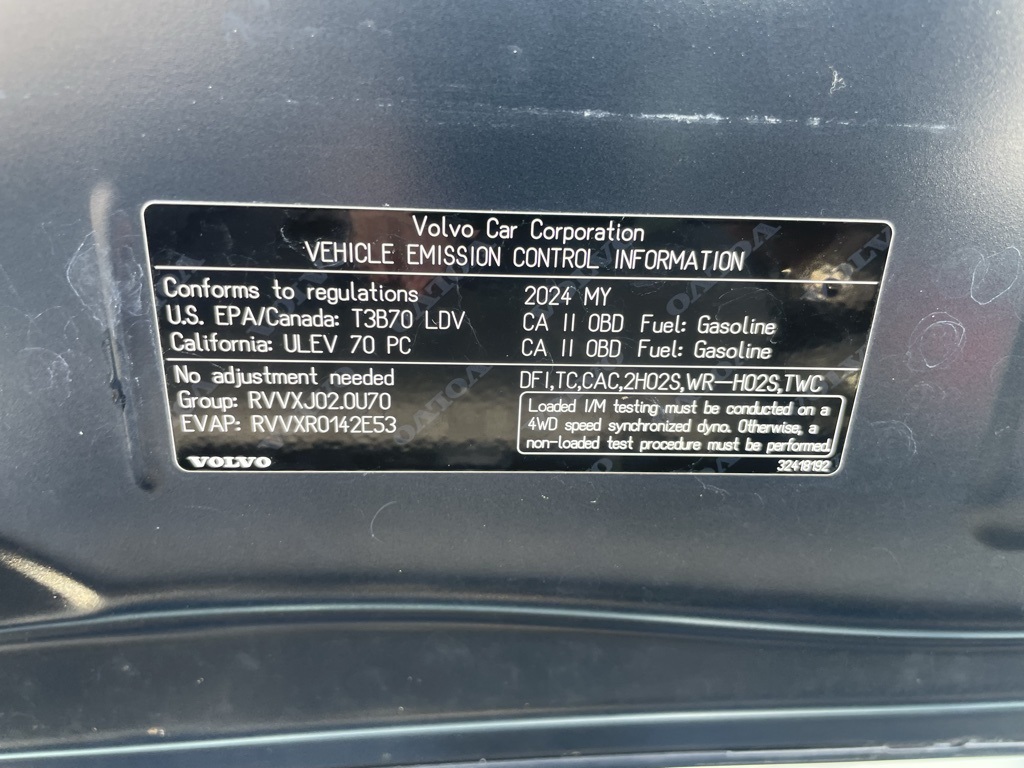 Volvo Car Corporation
VEHICLE EMISSION CONTROL INFORMATION
Conforms to regulations 2024 MY
U.S. EPA/Canada: T3B70 LDV CA II OBD Fuel: Gasoline
California: ULEV 70 PC CA II OBD Fuel: Gasoline
No adjustment needed DFI,TC,CAC,2HO2S,WR-HO2S,TWC
Group: RVVXJ02.0U70
EVAP: RVVXR0142E53
Loaded I/M testing must be conducted on a
4WD speed synchronized dyno. Otherwise, a
non-loaded test procedure must be performed.
VOLVO 32418192